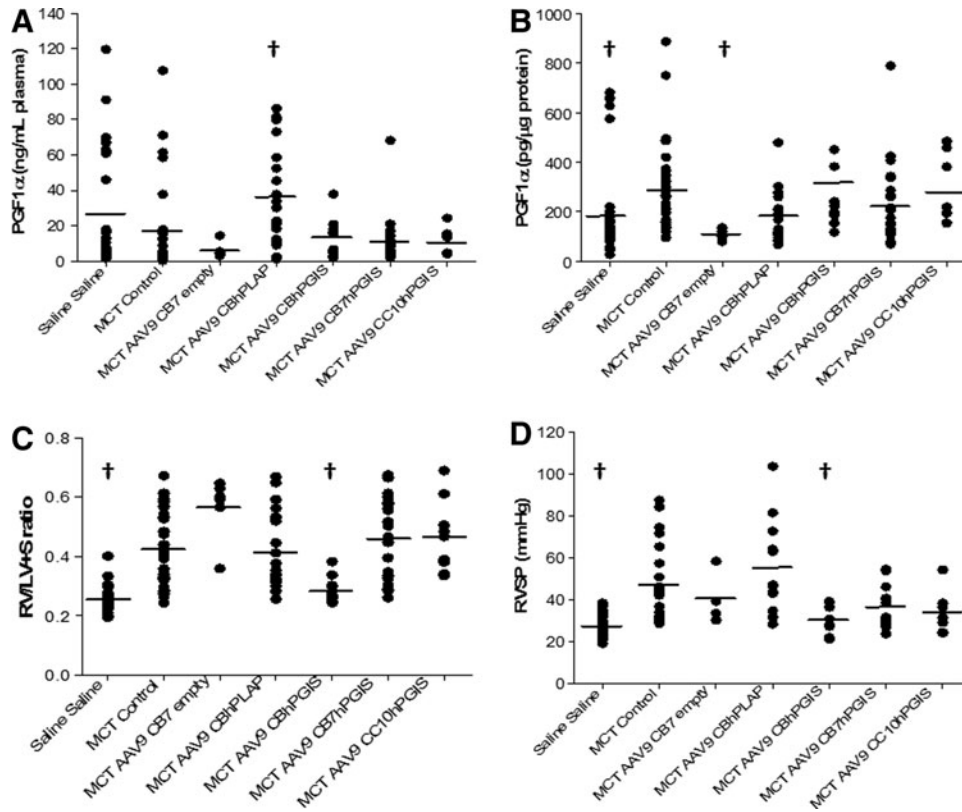 A
†
PGF1α(ng/mL plasma)
140
120
100
80
60
40
20
0
Saline Saline
MCT Control
MCT AAV9 CB7 empty
MCT AAV9 CBhPLAP
MCT AAV9 CBhPGIS
MCT AAV9 CB7hPGIS
MCT AAV9 CC10hPGIS
B
† †
PGF1α(pg/µg protein)
1000
800
600
400
200
0
Saline Saline
MCT Control
MCT AAV9 CB7 empty
MCT AAV9 CBhPLAP
MCT AAV9 CBhPGIS
MCT AAV9 CB7hPGIS
MCT AAV9 CC10hPGIS
C
† †
RV/LV+S ratio
0.8
0.6
0.4
0.2
0.0
Saline Saline
MCT Control
MCT AAV9 CB7 empty
MCT AAV9 CBhPLAP
MCT AAV9 CBhPGIS
MCT AAV9 CB7hPGIS
MCT AAV9 CC10hPGIS
D
† †
RVSP (mmHg)
120
100
80
60
40
20
0
Saline Saline
MCT Control
MCT AAV9 CB7 empty
MCT AAV9 CBhPLAP
MCT AAV9 CBhPGIS
MCT AAV9 CB7hPGIS
MCT AAV9 CC10hPGIS